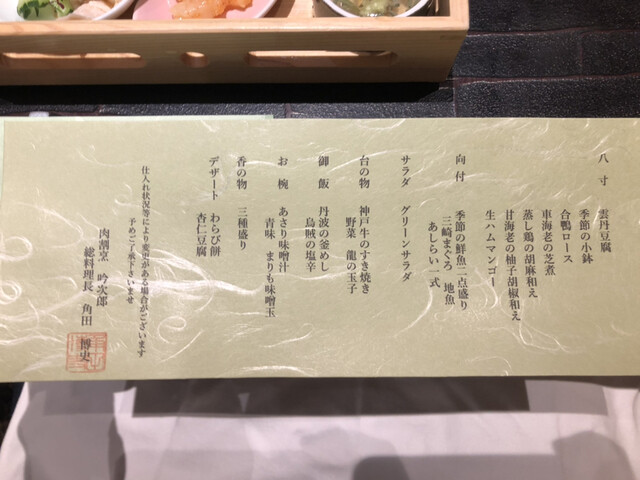 八寸　雲丹豆腐
季節の小鉢
合鴨ロース
車海老の芝煮
蒸し鶏の胡麻和え
甘海老の柚子胡椒和え
生ハムマンゴー
向付　季節の鮮魚二点盛り
三崎まぐろ　地魚
あしらい一式
サラダ　グリーンサラダ
台の物　神戸牛のすき焼き
野菜　龍の玉子
御飯　丹波の釜めし
烏賊の塩辛
お椀　あさり味噌汁
青味　まりも味噌玉
香の物　三種盛り
デザート　わらび餅
杏仁豆腐
仕入れ状況等により変更がある場合がございます
予めご了承下さいませ
肉割烹　吟次郎
総料理長　角田　博史